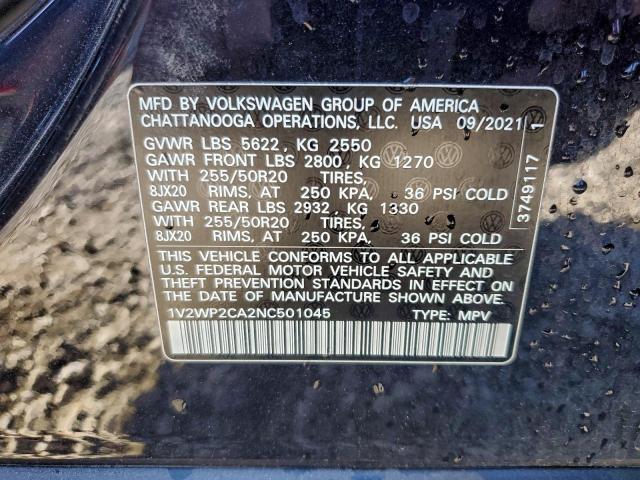 MFD BY VOLKSWAGEN GROUP OF AMERICA
CHATTANOOGA OPERATIONS, LLC. USA 09/2021
GVWR LBS 5622 , KG 2550
GAWR FRONT LBS 2800 , KG 1270
WITH 255/50R20 TIRES,
8JX20 RIMS, AT 250 KPA, 36 PSI COLD
GAWR REAR LBS 2932 , KG 1330
WITH 255/50R20 TIRES,
8JX20 RIMS, AT 250 KPA, 36 PSI COLD
THIS VEHICLE CONFORMS TO ALL APPLICABLE
U.S. FEDERAL MOTOR VEHICLE SAFETY AND
THEFT PREVENTION STANDARDS IN EFFECT ON
THE DATE OF MANUFACTURE SHOWN ABOVE.
1V2WP2CA2NC501045 TYPE: MPV
3749117 1